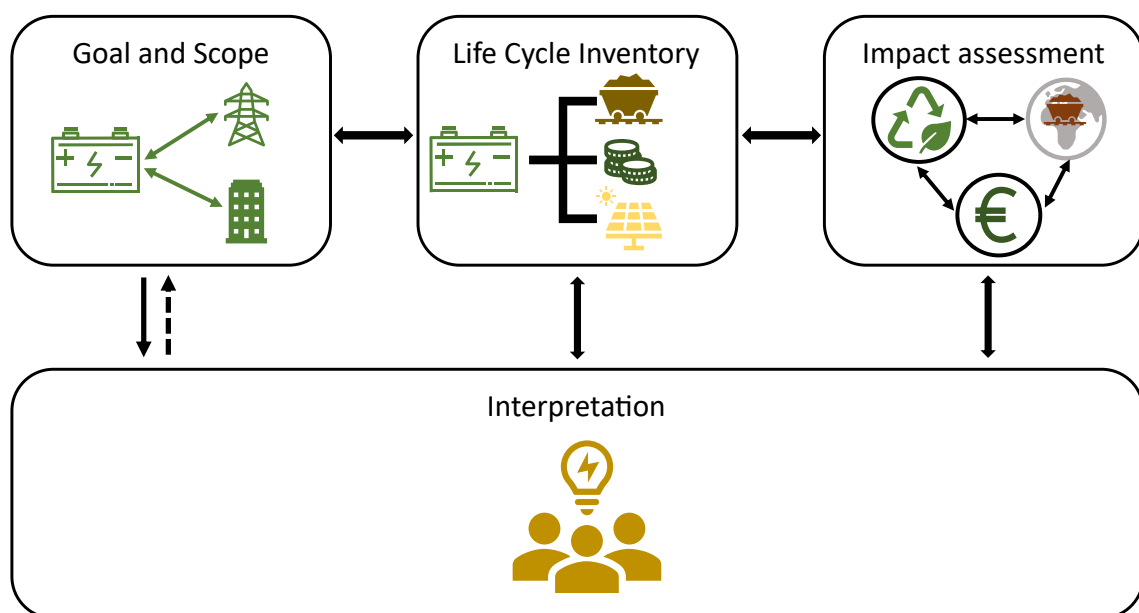 Goal and Scope
Life Cycle Inventory
Impact assessment
€
Interpretation